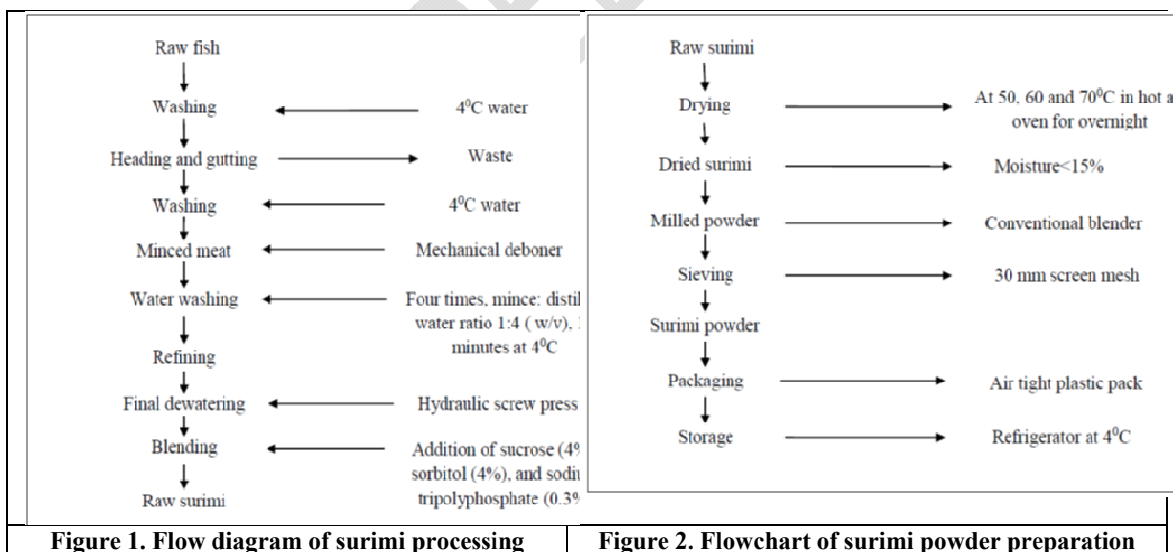 Raw fish
Washing
4⁰C water
Heading and gutting
Waste
Washing
4⁰C water
Minced meat
Mechanical deboner
Water washing
Four times, mince: distil
water ratio 1:4 ( w/v),
minutes at 4⁰C
Refining
Final dewatering
Hydraulic screw press
Blending
Addition of sucrose (4%
sorbitol (4%), and sodiu
tripolyphosphate (0.3%
Raw surimi
Figure 1. Flow diagram of surimi processing
Raw surimi
Drying
At 50, 60 and 70⁰C in hot a
oven for overnight
Dried surimi
Moisture<15%
Milled powder
Conventional blender
Sieving
30 mm screen mesh
Surimi powder
Packaging
Air tight plastic pack
Storage
Refrigerator at 4⁰C
Figure 2. Flowchart of surimi powder preparation